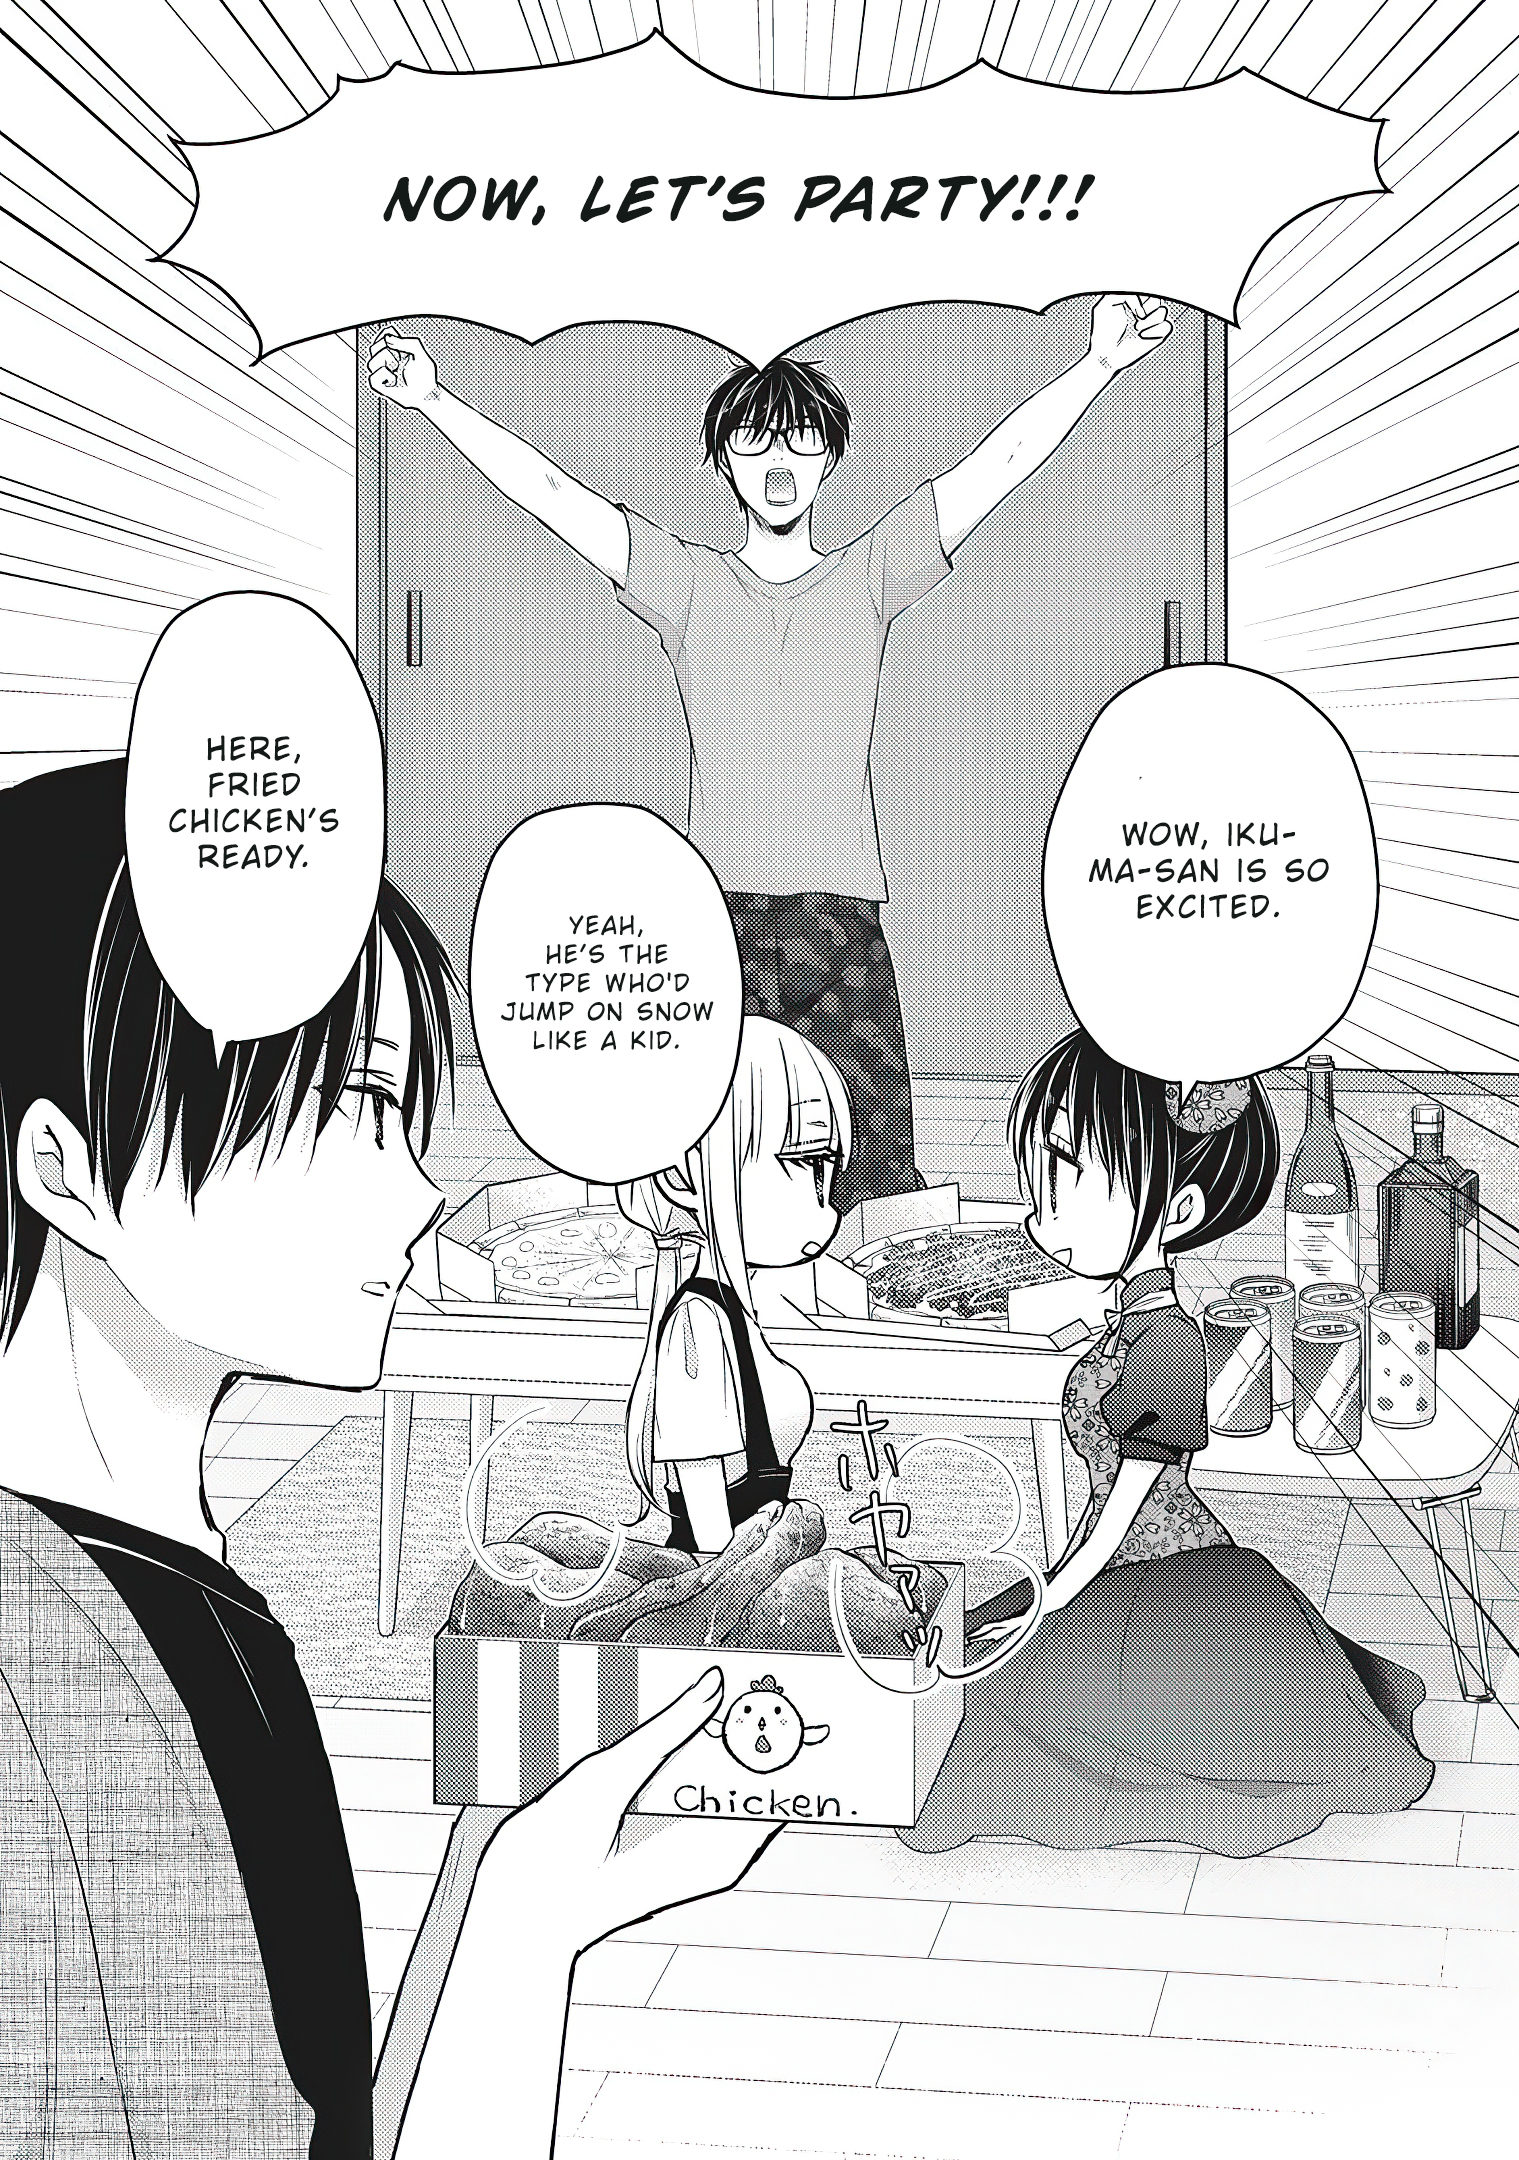 NOW, LET'S PARTY!!!
WOW, IKU-
MA-SAN IS SO
EXCITED.
YEAH,
HE'S THE
TYPE WHO'D
JUMP ON SNOW
LIKE A KID.
HERE,
FRIED
CHICKEN'S
READY.
ホヤァッ
Chicken.